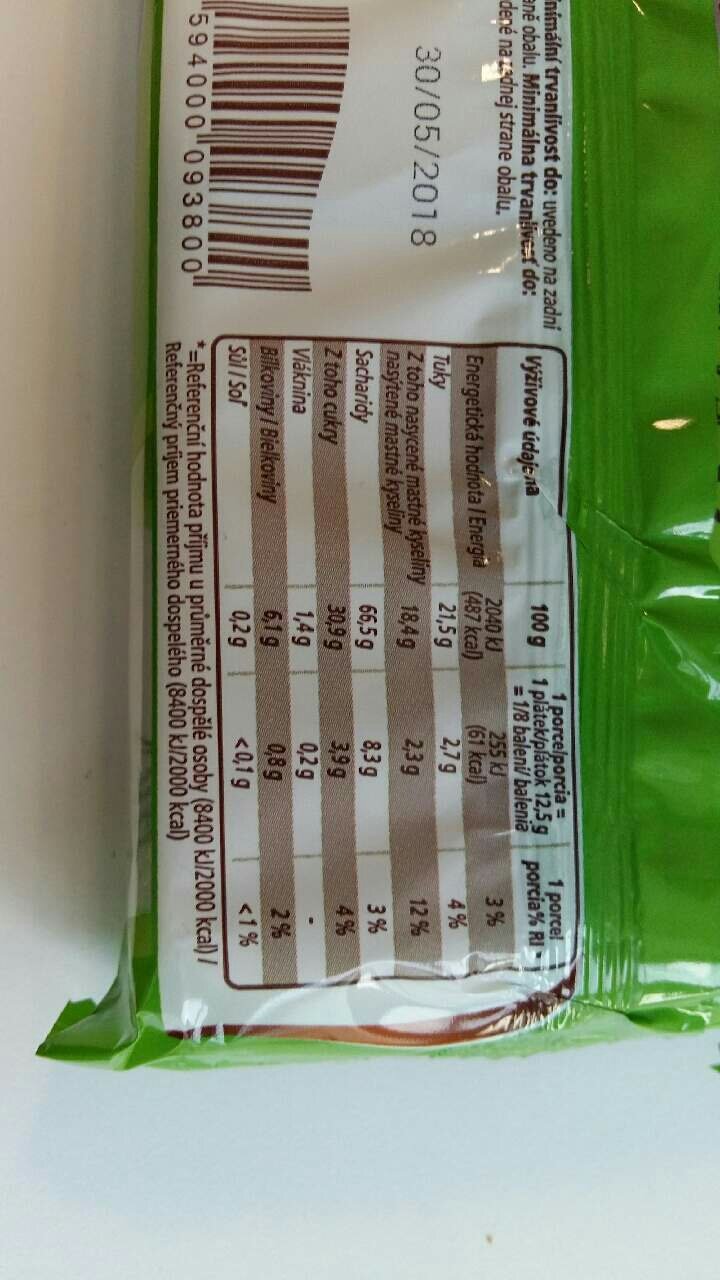 nimální trvanlivost do: uvedeno na zadní
aně obalu. Minimálna trvanlivosť do:
dené na zadnej strane obalu.
30/05/2018
594000 093800
Výživové údaje na
100 g
1 porce/porcia =
1 plátek/plátok 12,5 g
= 1/8 balení/ balenia
1 porce/
porcia% RI*
Energetická hodnota / Energia 2040 kJ 255 kJ 3 %
(487 kcal) (61 kcal)
Tuky 21,5 g 2,7 g 4 %
Z toho nasycené mastné kyseliny/ 18,4 g 2,3 g 12 %
nasýtené mastné kyseliny
Sacharidy 66,5 g 8,3 g 3 %
Z toho cukry 30,9 g 3,9 g 4 %
Vláknina 1,4 g 0,2 g -
Bílkoviny / Bielkoviny 6,1 g 0,8 g 2 %
Sůl / Soľ 0,2 g <0,1 g <1 %
*=Referenční hodnota příjmu u průměrné dospělé osoby (8400 kJ/2000 kcal) /
Referenčný príjem priemerného dospelého (8400 kJ/2000 kcal)